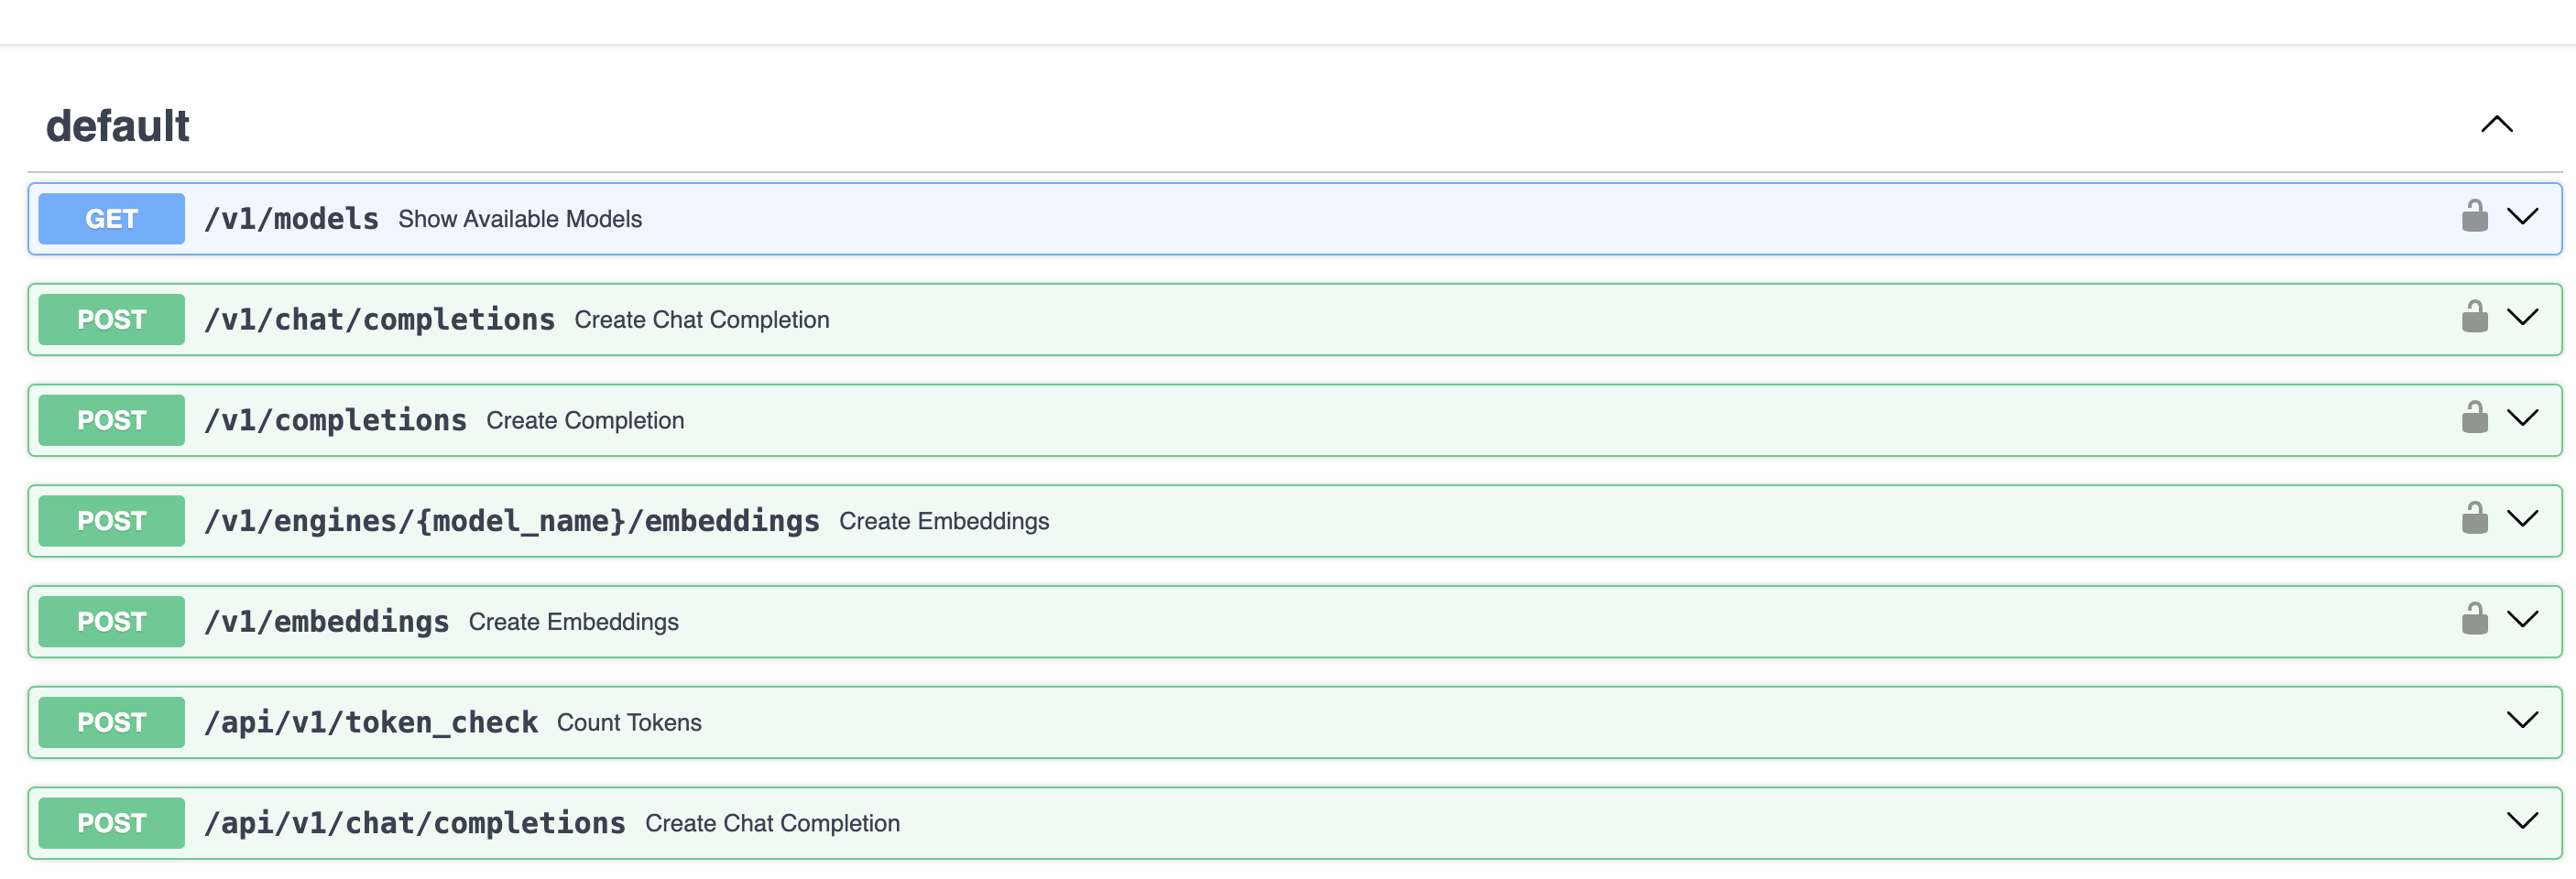 default
GET /v1/models Show Available Models
POST /v1/chat/completions Create Chat Completion
POST /v1/completions Create Completion
POST /v1/engines/{model_name}/embeddings Create Embeddings
POST /v1/embeddings Create Embeddings
POST /api/v1/token_check Count Tokens
POST /api/v1/chat/completions Create Chat Completion